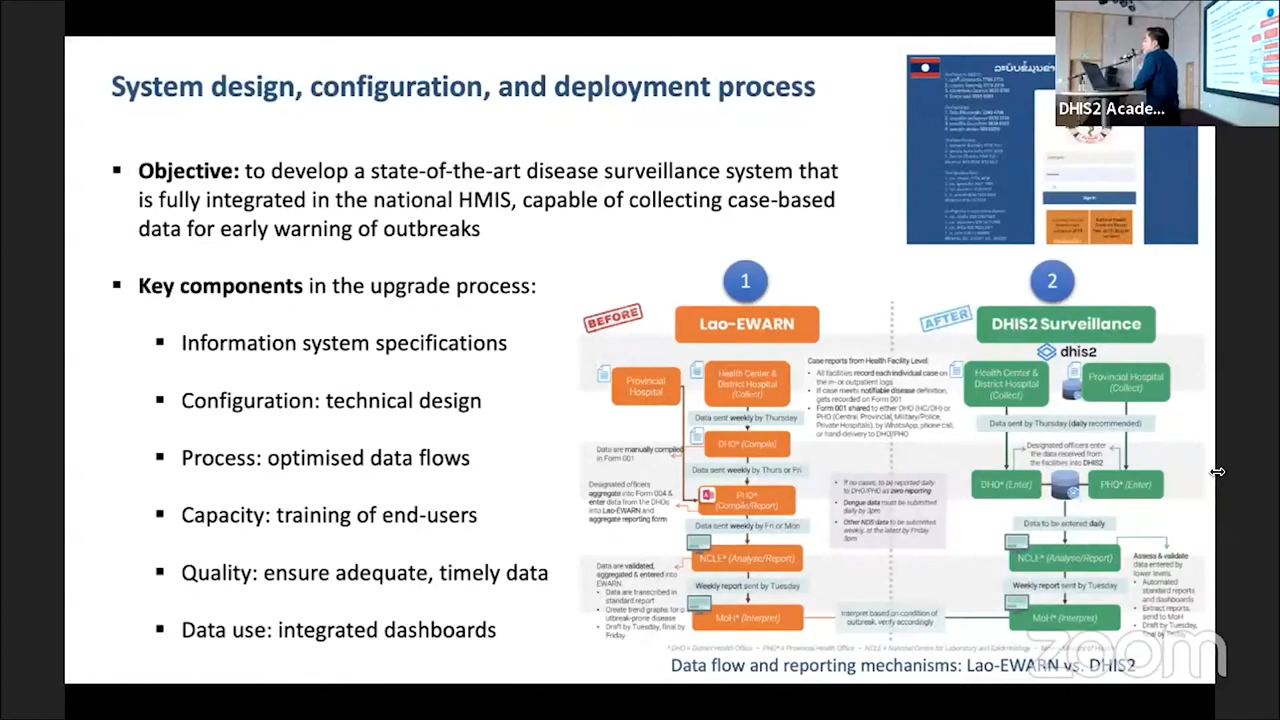 System design, configuration, and deployment process
DHIS2 Acade...
Objective: to develop a state-of-the-art disease surveillance system that
is fully integrated in the national HMIS, capable of collecting case-based
data for early warning of outbreaks
Key components in the upgrade process:
Information system specifications
Configuration: technical design
Process: optimised data flows
Capacity: training of end-users
Quality: ensure adequate, timely data
Data use: integrated dashboards
Sign in
1
BEFORE
Lao-EWARN
Provincial
Hospital
Health Center &
District Hospital
(Collect)
Data sent weekly by Thursday
DHO* (Compile)
Data are manually compiled
in Form 001
Data sent weekly by Thurs or Fri
Designated officers
aggregate into Form 004 &
enter data from the DHOs
into Lao-EWARN and
aggregate reporting form
PHO*
(Compile/Report)
Data sent weekly by Fri or Mon
NCLE* (Analyse/Report)
Data are validated,
aggregated & entered into
EWARN
Data are transcribed in
standard report
Create trend graphs for
outbreak-prone disease
Draft by Tuesday, final by
Friday
Weekly report sent by Tuesday
MoH* (Interpret)
Case reports from Health Facility Level:
All facilities record each individual case on
the in- or outpatient logs
If case meets notifiable disease definition,
gets recorded on Form 001
Form 001 shared to either DHO (HC/DH) or
PHO (Central, Provincial, Military/Police,
Private Hospitals), by WhatsApp, phone call,
or hand-delivery to DHO/PHO
If no cases, to be reported daily
to DHO/PHO as zero reporting
Dengue data must be submitted
daily by 3pm
Other NDS data to be submitted
weekly, at the latest by Friday
3pm
Interpret based on condition of
outbreak, verify accordingly
2
AFTER
DHIS2 Surveillance
dhis2
Health Center &
District Hospital
(Collect)
Provincial Hospital
(Collect)
Data sent by Thursday (daily recommended)
Designated officers enter
the data received from
the facilities into DHIS2
DHO* (Enter)
PHO* (Enter)
Data to be entered daily
NCLE* (Analyse/Report)
Assess & validate
data entered by
lower levels.
Automated
standard reports
and dashboards
Extract reports,
send to MoH
Draft by Tuesday,
final by Friday
Weekly report sent by Tuesday
MoH* (Interpret)
*DHO = District Health Office - PHO = Provincial Health Office - NCLE = National Center for Laboratory and Epidemiology
Data flow and reporting mechanisms: Lao-EWARN vs. DHIS2
zoom